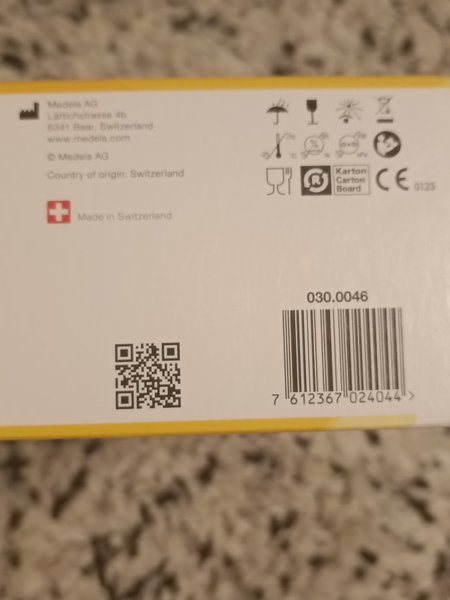 Medela AG
Lättichstrasse 4b
6341 Baar, Switzerland
www.medela.com
© Medela AG
Country of origin: Switzerland
Made in Switzerland
%
Karton
Carton
Board
CE 0123
030.0046
7 612367 024044 >